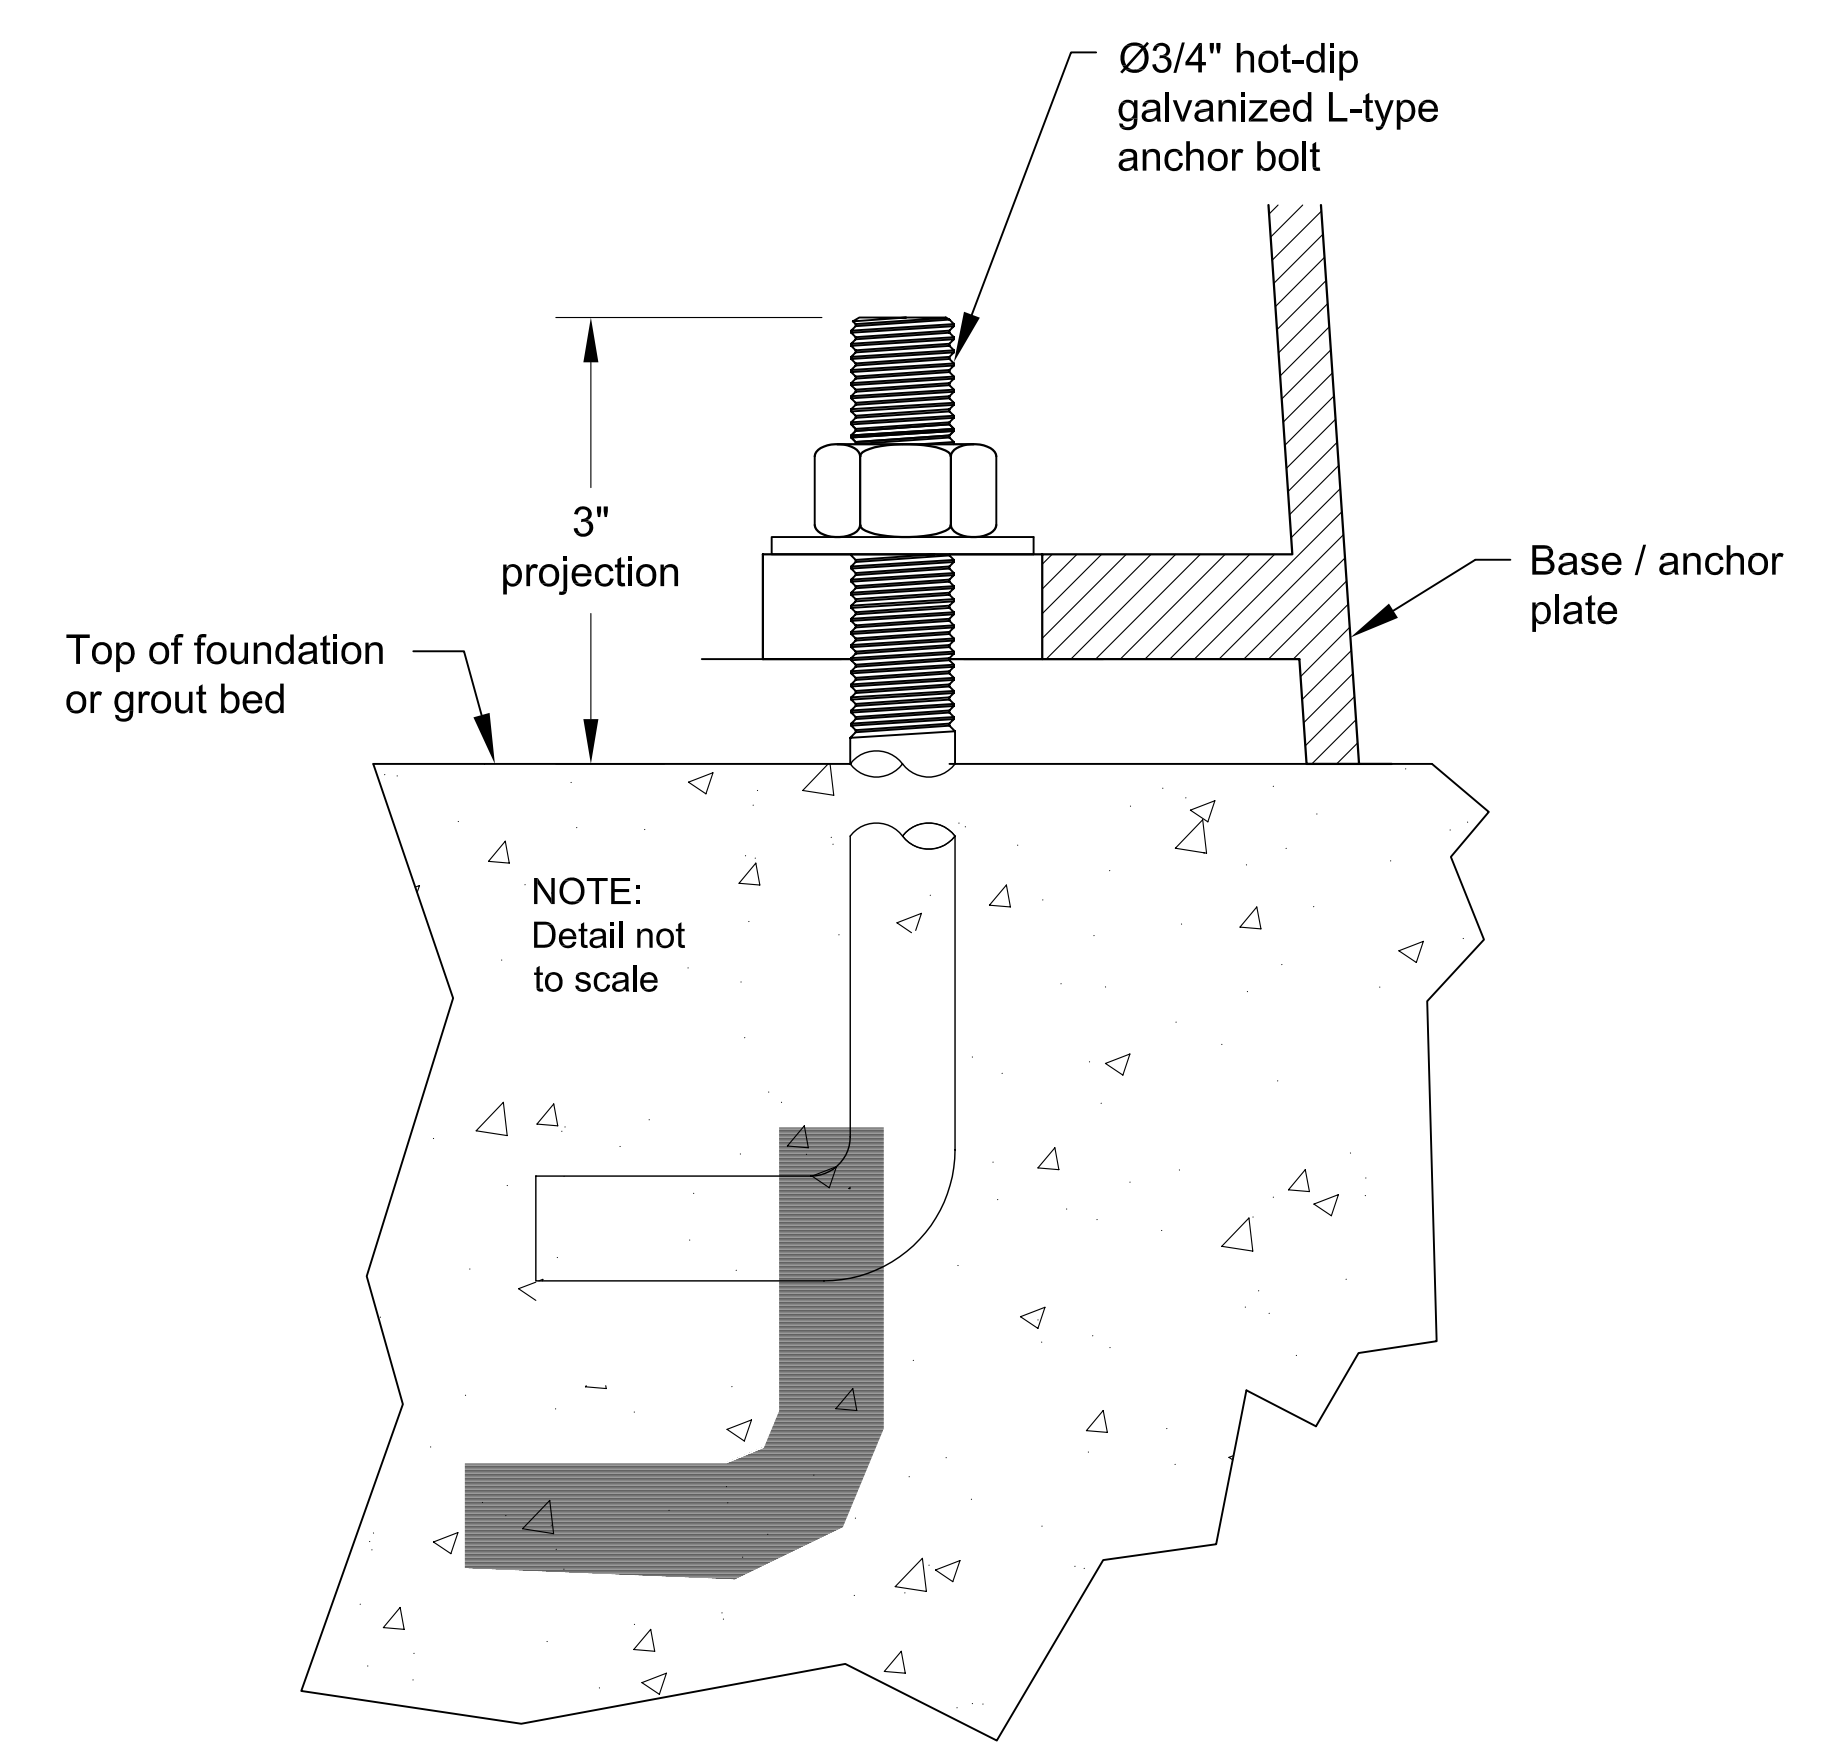 Ø3/4" hot-dip
galvanized L-type
anchor bolt
3"
projection
Base / anchor
plate
Top of foundation
or grout bed
NOTE:
Detail not
to scale